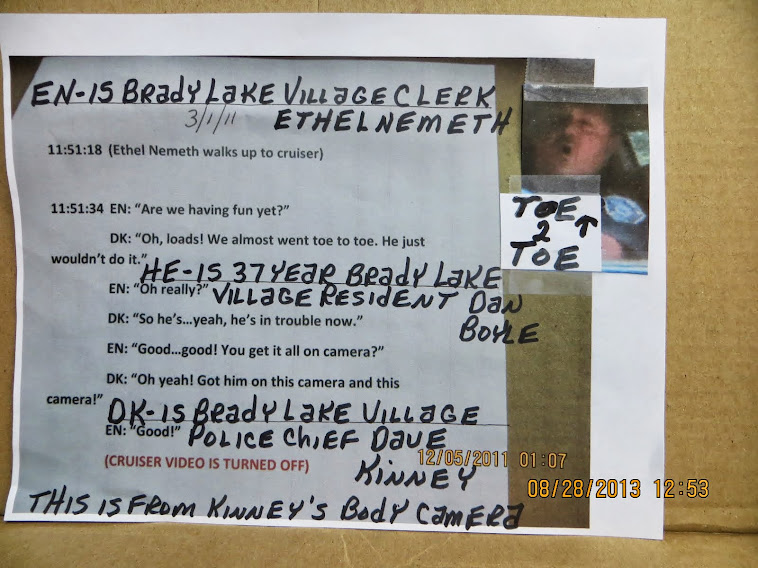 EN-IS BRADY LAKE VILLAGE CLERK
3/1/11 ETHEL NEMETH
11:51:18 (Ethel Nemeth walks up to cruiser)
11:51:34 EN: “Are we having fun yet?”
DK: “Oh, loads! We almost went toe to toe. He just
wouldn’t do it.”
HE-IS 37 YEAR BRADY LAKE
EN: “Oh really?” VILLAGE RESIDENT DAN
DK: “So he’s…yeah, he’s in trouble now.”
BOYLE
EN: “Good…good! You get it all on camera?”
DK: “Oh yeah! Got him on this camera and this
camera!”
DK-IS BRADY LAKE VILLAGE
EN: “Good!” POLICE CHIEF DAVE
(CRUISER VIDEO IS TURNED OFF) KINNEY
THIS IS FROM KINNEY'S BODY CAMERA
TOE
2
TOE
12/05/2011 01:07
08/28/2013 12:53